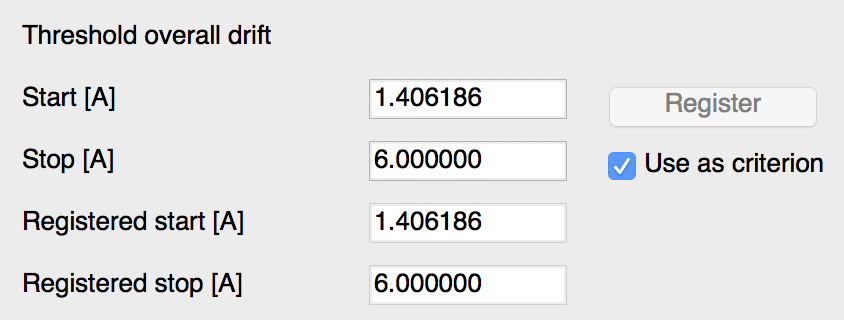 Threshold overall drift
Start [A] 1.406186 Register
Stop [A] 6.000000 Use as criterion
Registered start [A] 1.406186
Registered stop [A] 6.000000